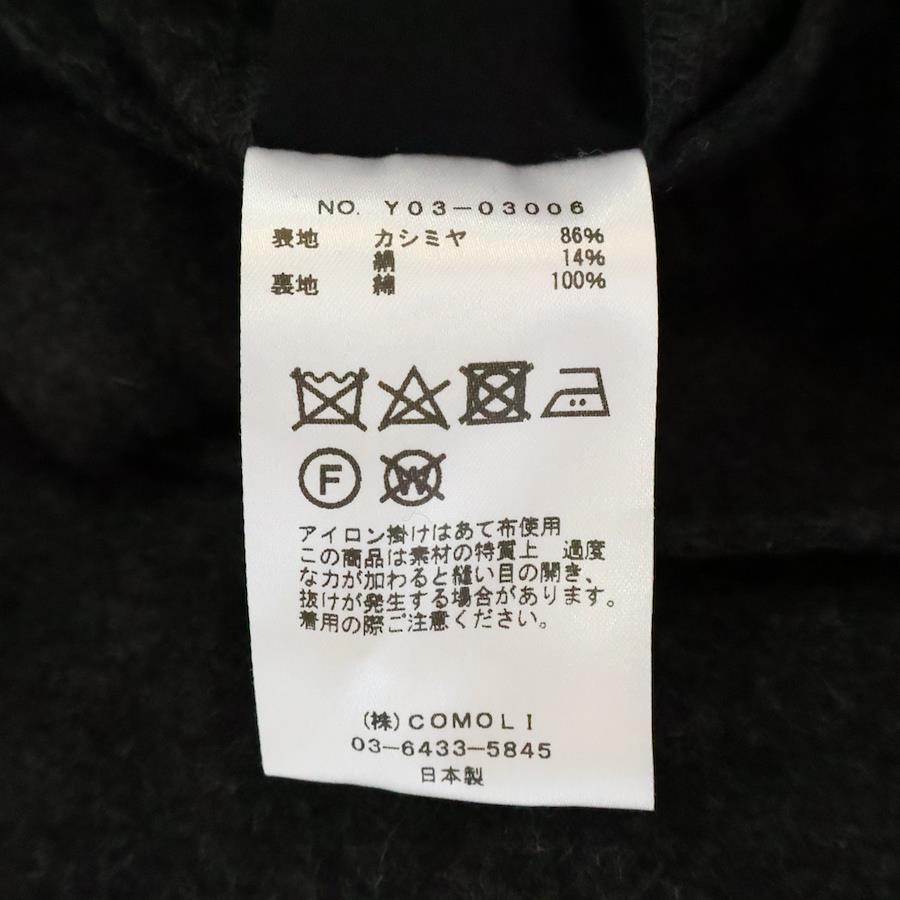 NO. Y03-03006
表地 カシミヤ 86%
絹 14%
裏地 綿 100%
F
W
アイロン掛けはあて布使用
この商品は素材の特質上 過度
な力が加わると縫い目の開き、
抜けが発生する場合があります。
着用の際ご注意ください。
(株)COMOLI
03-6433-5845
日本製